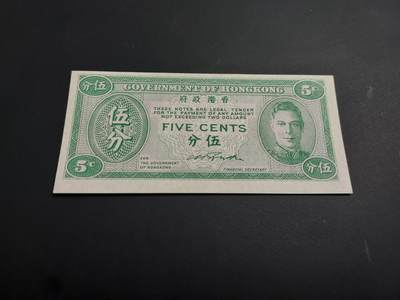 分伍 GOVERNMENT OF HONGKONG 5¢
府政港香
THESE NOTES ARE LEGAL TENDER
FOR THE PAYMENT OF ANY AMOUNT
NOT EXCEEDING TWO DOLLARS
伍分
FIVE CENTS
分伍
5¢
FOR
THE GOVERNMENT
OF HONGKONG
FINANCIAL SECRETARY
分伍